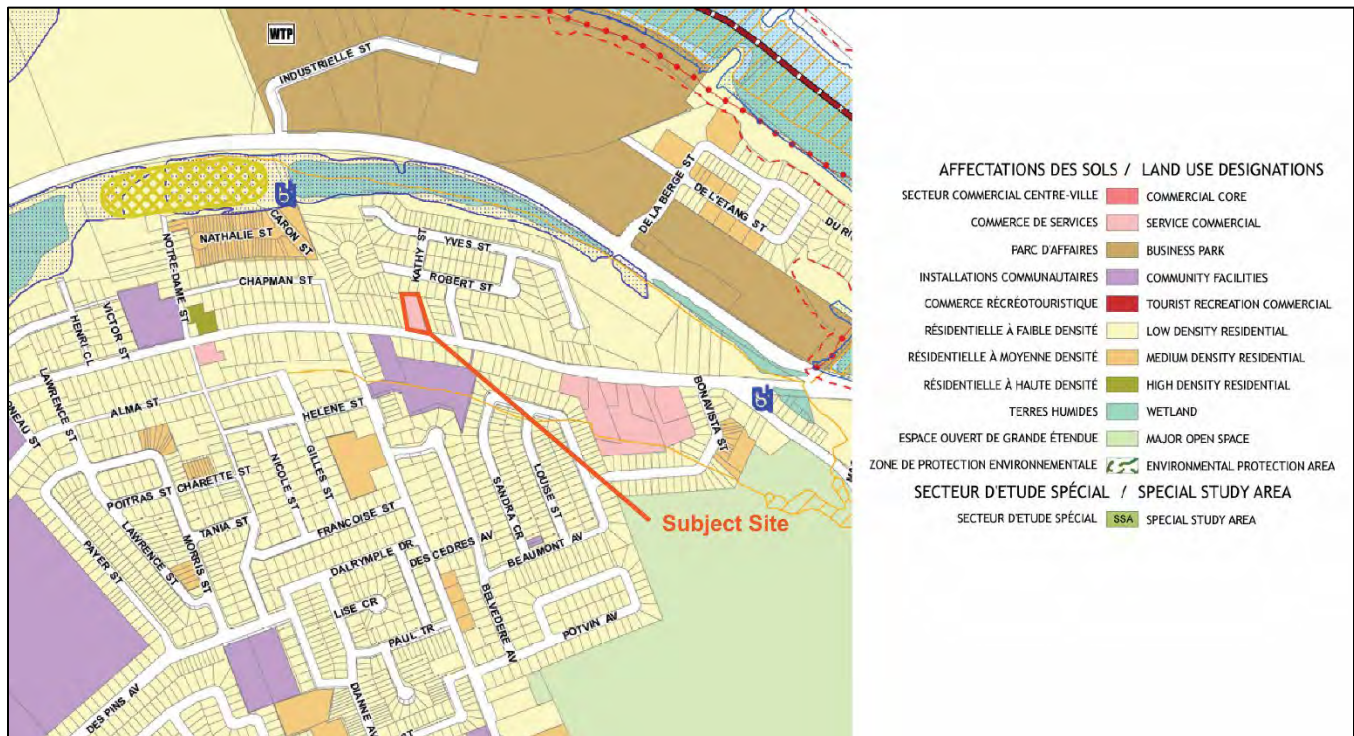 WTP
INDUSTRIELLE ST
DE LA BERGE ST
DE L'ETANG ST
NATHALIE ST
CARON ST
NOTRE-DAME ST
CHAPMAN ST
KATHY ST
YVES ST
ROBERT ST
HENRI CL
VICTOR ST
LAWRENCE ST
ALMA ST
HELENE ST
GILLES ST
NICOLE ST
POITRAS ST
CHARETTE ST
TANIA ST
LAWRENCE ST
MORRIS ST
PAYER ST
FRANCOISE ST
DALRYMPLE DR
DES CEDRES AV
SANDRA CR
LOUISE ST
BONAVISTA ST
BEAUMONT AV
BELVEDERE AV
POTVIN AV
LISE CR
PAUL TR
DIANNE AV
DES PINS AV
Subject Site
AFFECTATIONS DES SOLS / LAND USE DESIGNATIONS
SECTEUR COMMERCIAL CENTRE-VILLE COMMERCIAL CORE
COMMERCE DE SERVICES SERVICE COMMERCIAL
PARC D'AFFAIRES BUSINESS PARK
INSTALLATIONS COMMUNAUTAIRES COMMUNITY FACILITIES
COMMERCE RÉCRÉOTOURISTIQUE TOURIST RECREATION COMMERCIAL
RÉSIDENTIELLE À FAIBLE DENSITÉ LOW DENSITY RESIDENTIAL
RÉSIDENTIELLE À MOYENNE DENSITÉ MEDIUM DENSITY RESIDENTIAL
RÉSIDENTIELLE À HAUTE DENSITÉ HIGH DENSITY RESIDENTIAL
TERRES HUMIDES WETLAND
ESPACE OUVERT DE GRANDE ÉTENDUE MAJOR OPEN SPACE
ZONE DE PROTECTION ENVIRONNEMENTALE ENVIRONMENTAL PROTECTION AREA
SECTEUR D'ETUDE SPÉCIAL / SPECIAL STUDY AREA
SECTEUR D'ETUDE SPÉCIAL SSA SPECIAL STUDY AREA